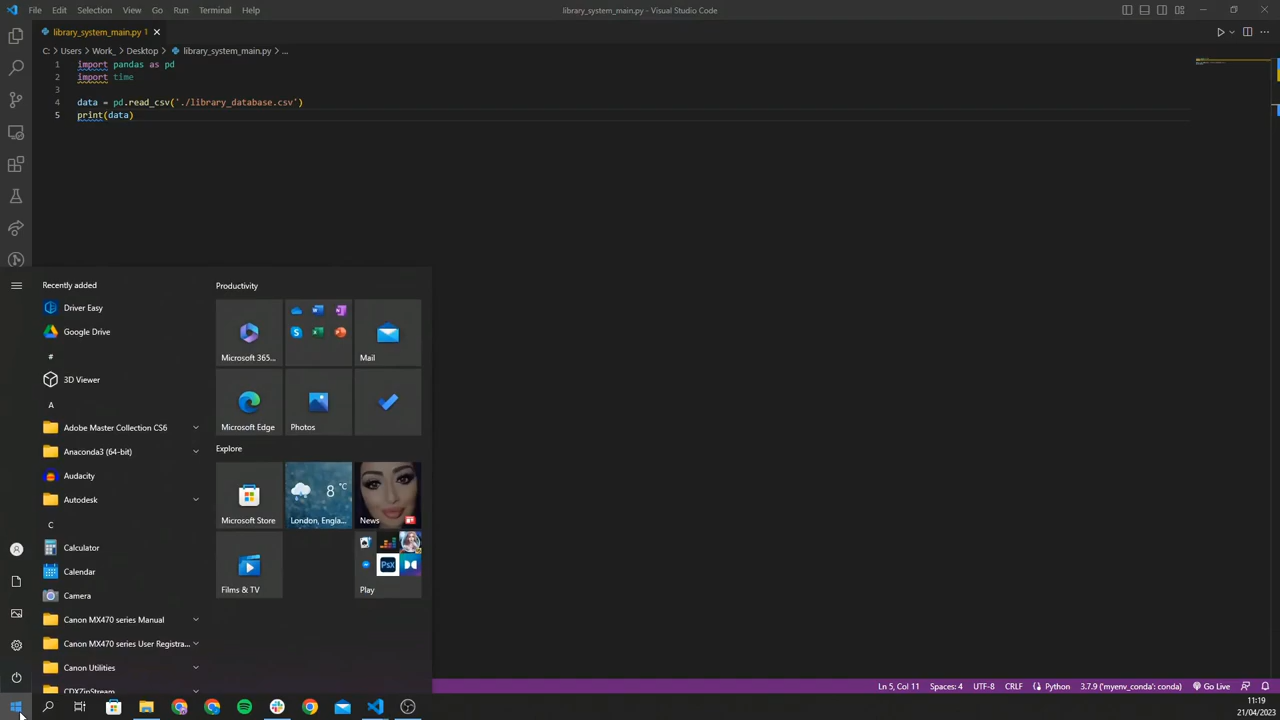 File Edit Selection View Go Run Terminal Help
library_system_main.py - Visual Studio Code
library_system_main.py 1
C: > Users > Work_ > Desktop > library_system_main.py > ...
1 import pandas as pd
2 import time
3
4 data = pd.read_csv('./library_database.csv')
5 print(data)
Recently added
Driver Easy
Google Drive
#
3D Viewer
A
Adobe Master Collection CS6
Anaconda3 (64-bit)
Audacity
Autodesk
C
Calculator
Calendar
Camera
Canon MX470 series Manual
Canon MX470 series User Registra...
Canon Utilities
CDXZipStream
Productivity
Microsoft 365...
Mail
Microsoft Edge
Photos
Explore
8 °C
Microsoft Store
London, Engla...
News
Films & TV
Play
Ln 5, Col 11 Spaces: 4 UTF-8 CRLF Python 3.7.9 ('myenv_conda': conda) Go Live
11:19
21/04/2023